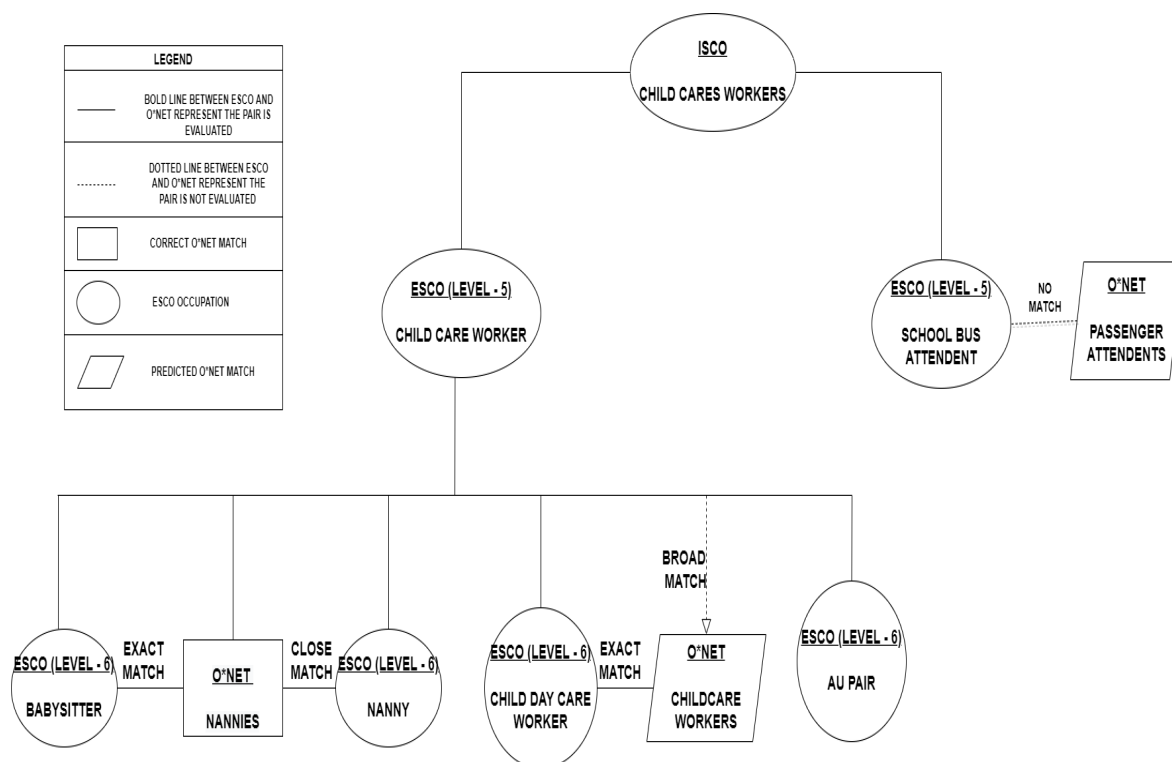 LEGEND
BOLD LINE BETWEEN ESCO AND
O*NET REPRESENT THE PAIR IS
EVALUATED
DOTTED LINE BETWEEN ESCO
AND O*NET REPRESENT THE
PAIR IS NOT EVALUATED
CORRECT O*NET MATCH
ESCO OCCUPATION
PREDICTED O*NET MATCH
ISCO
CHILD CARES WORKERS
ESCO (LEVEL - 5)
CHILD CARE WORKER
ESCO (LEVEL - 5)
SCHOOL BUS
ATTENDENT
NO
MATCH
O*NET
PASSENGER
ATTENDENTS
BROAD
MATCH
ESCO (LEVEL - 6)
BABYSITTER
EXACT
MATCH
O*NET
NANNIES
CLOSE
MATCH
ESCO (LEVEL - 6)
NANNY
ESCO (LEVEL - 6)
CHILD DAY CARE
WORKER
EXACT
MATCH
O*NET
CHILDCARE
WORKERS
ESCO (LEVEL - 6)
AU PAIR